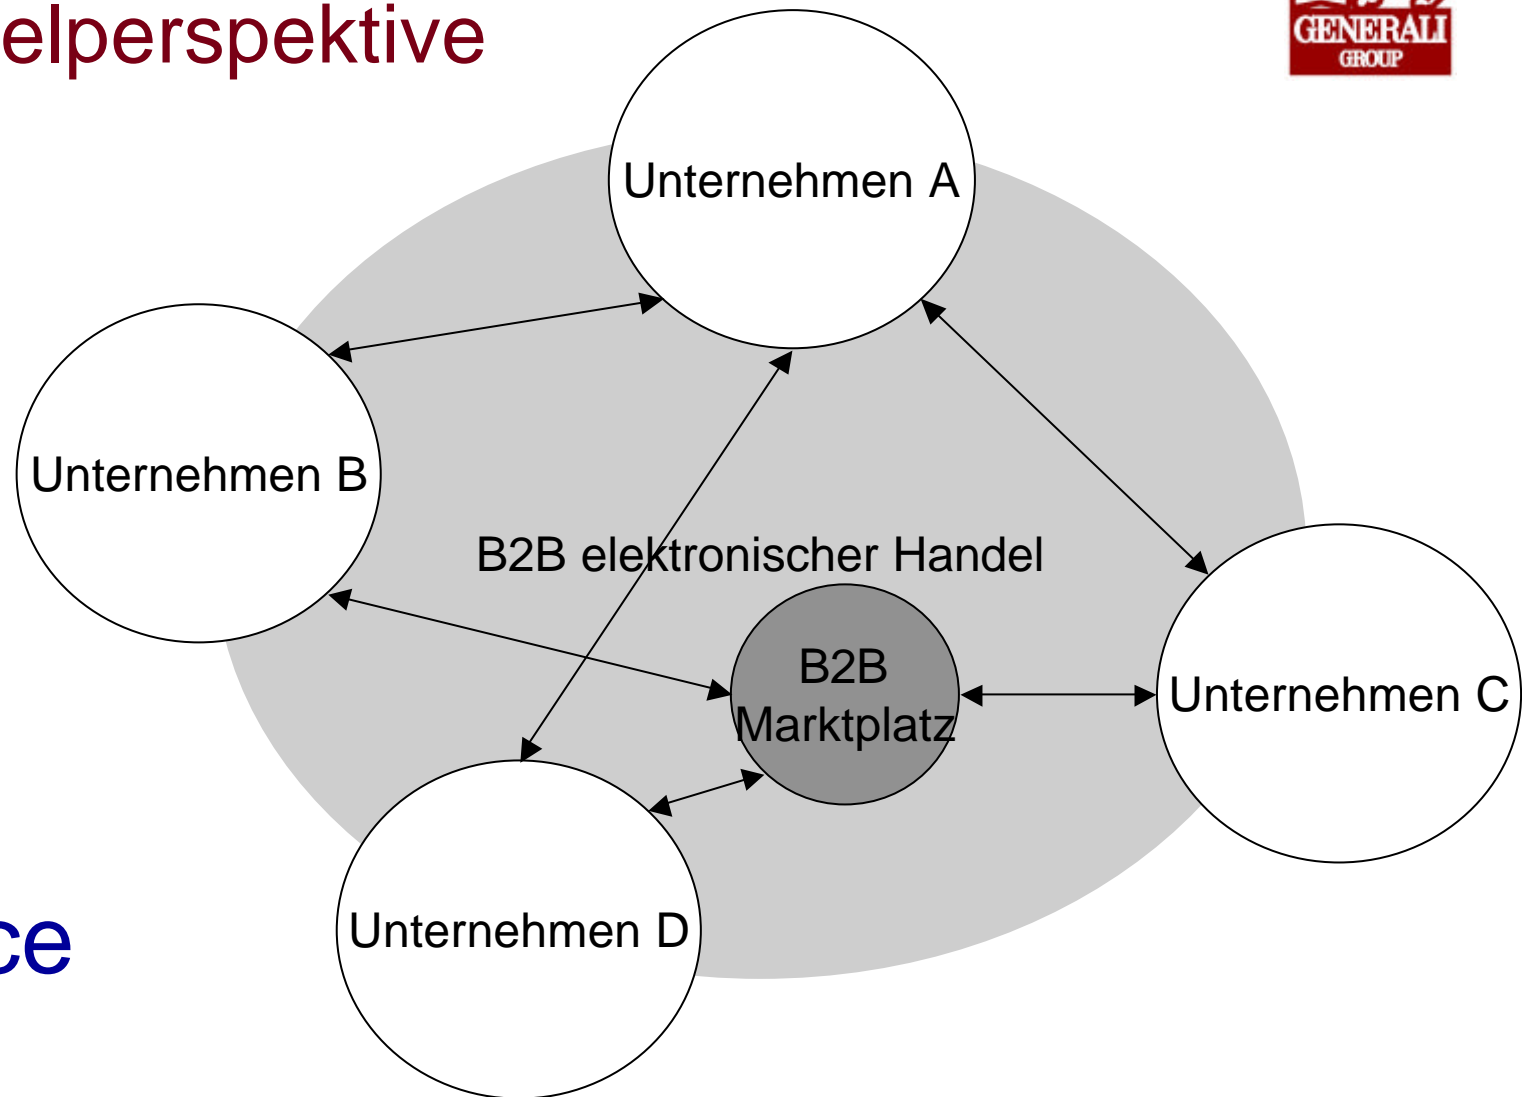 elperspektive
GENERALI
GROUP
Unternehmen A
Unternehmen B
B2B elektronischer Handel
B2B
Marktplatz
Unternehmen C
Unternehmen D
ce